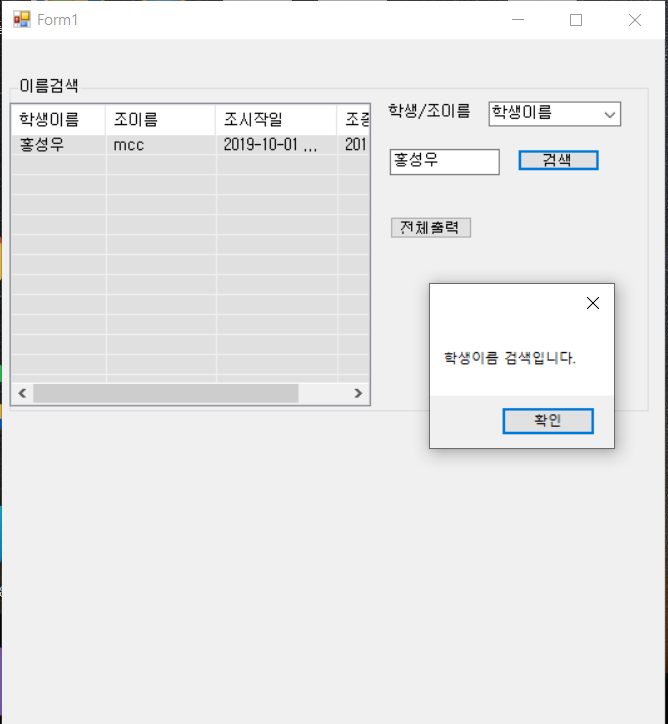 Form1
이름검색
학생이름 조이름 조시작일 조종
홍성우 mcc 2019-10-01 ... 201
학생/조이름 학생이름
홍성우 검색
전체출력
학생이름 검색입니다.
확인